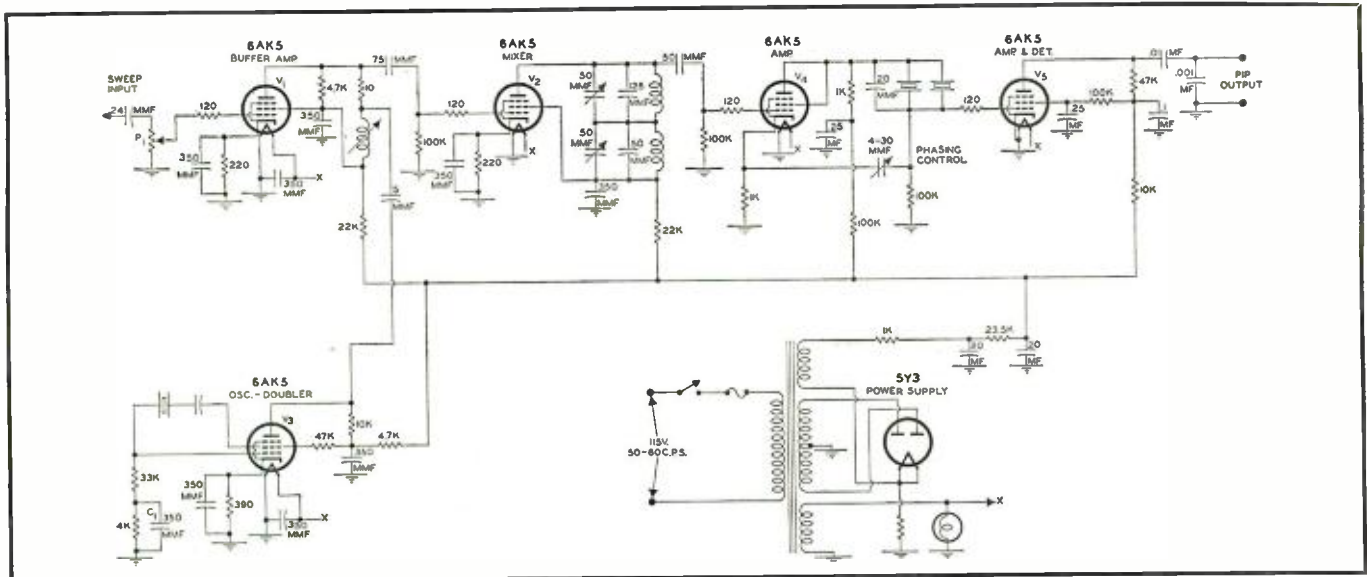 6AK5
BUFFER AMP
V1
SWEEP
INPUT
24 MMF
P1
120
350
MMF
220
350
MMF
X
4.7K
10
350
MMF
22K
5
MMF
75 MMF
100K
120
6AK5
MIXER
V2
350
MMF
220
X
50
MMF
50
MMF
50
MMF
350
MMF
22K
100K
120
6AK5
AMP
V4
X
1K
1K
.25
MF
20
MMF
4-30
MMF
PHASING
CONTROL
100K
100K
120
6AK5
AMP & DET.
V5
X
.25
MF
100K
47K
.01 MF
.001
MF
PIP
OUTPUT
.1
MF
10K
6AK5
OSC.-DOUBLER
V3
33K
4K
C1
350
MMF
350
MMF
390
350
MMF
X
47K
10K
4.7K
350
MMF
115V.
50-60C.P.S.
1K
23.5K
MF
20
MF
5Y3
POWER SUPPLY
X